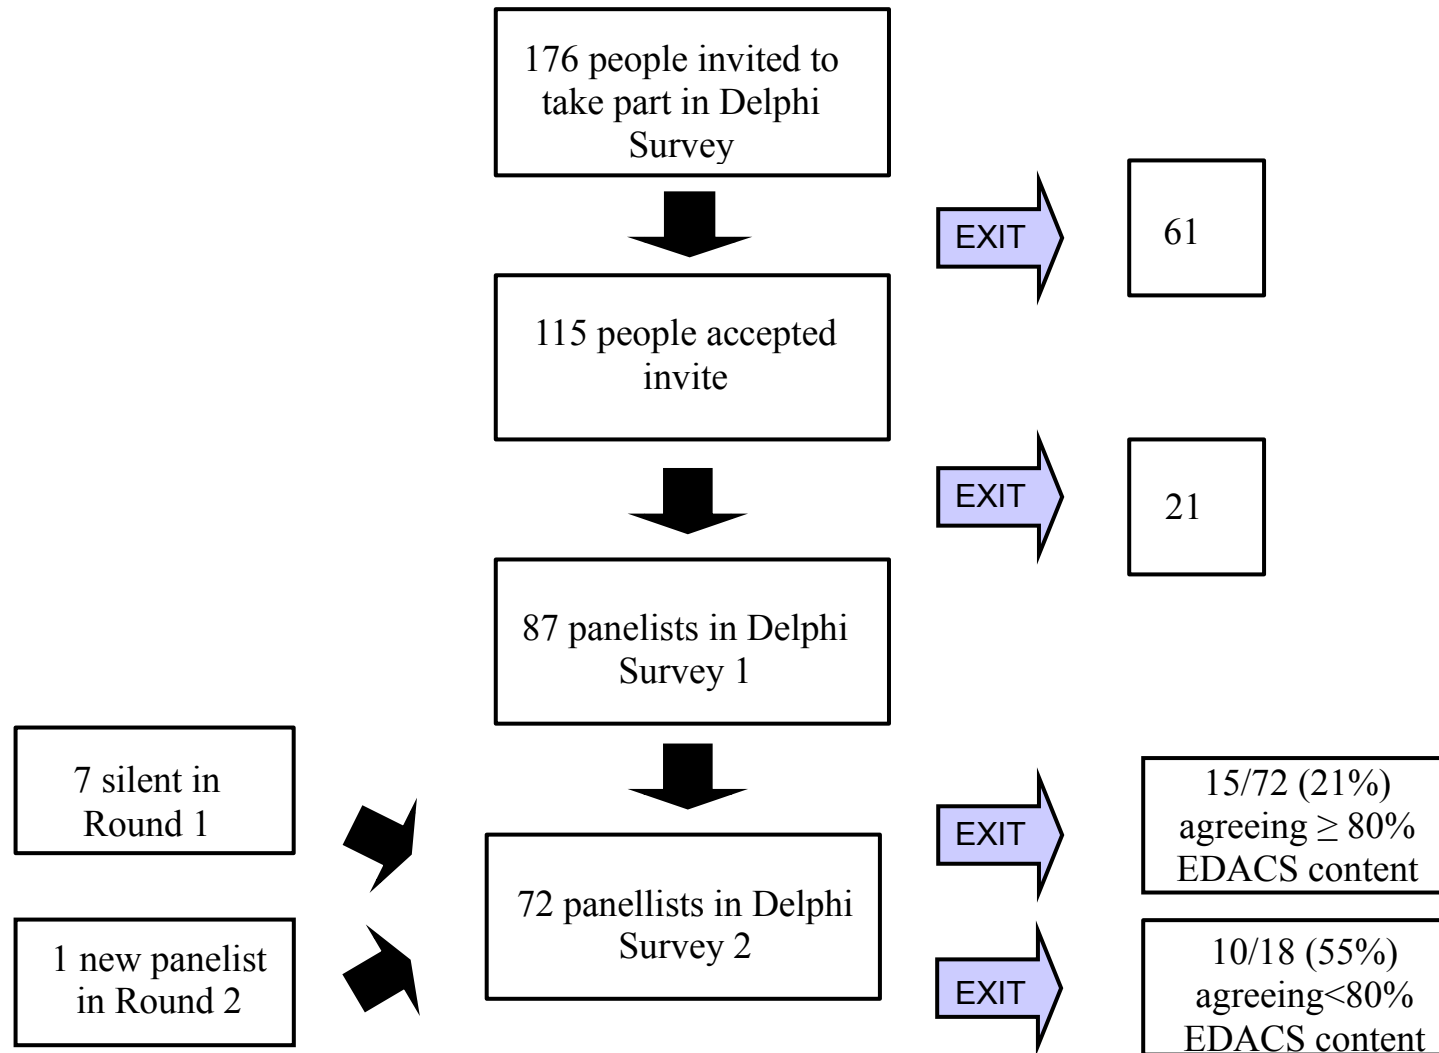 176 people invited to
take part in Delphi
Survey
EXIT
61
115 people accepted
invite
EXIT
21
87 panelists in Delphi
Survey 1
7 silent in
Round 1
1 new panelist
in Round 2
72 panellists in Delphi
Survey 2
EXIT
15/72 (21%)
agreeing ≥ 80%
EDACS content
EXIT
10/18 (55%)
agreeing<80%
EDACS content